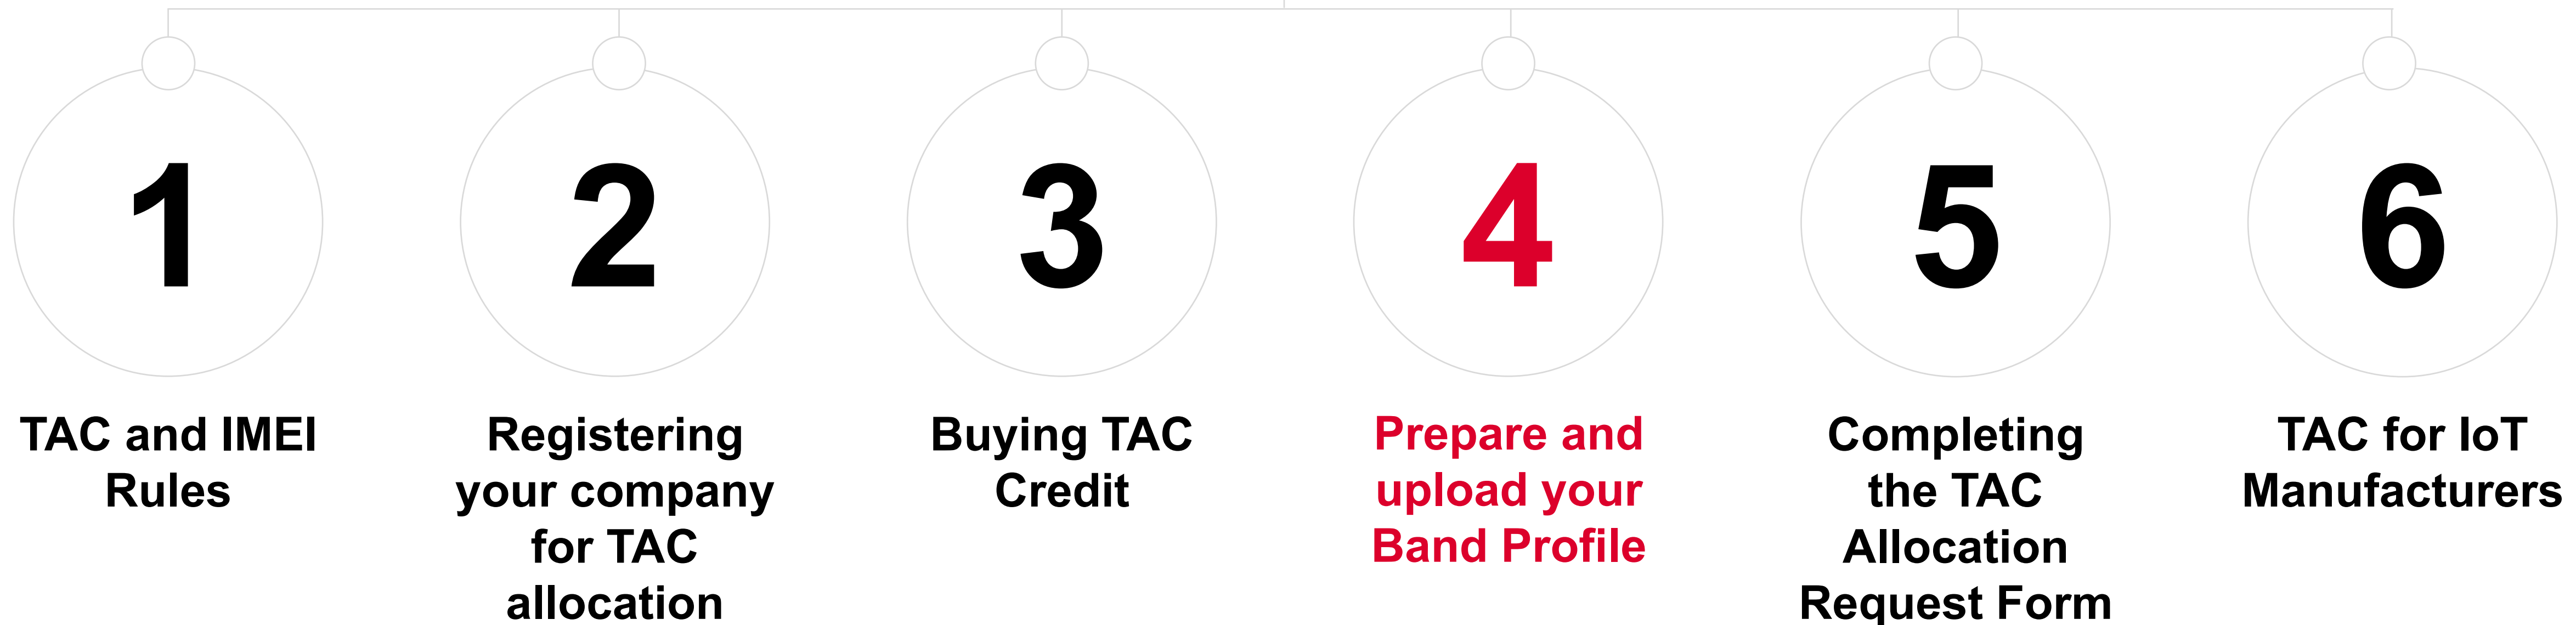 1
TAC and IMEI
Rules
2
Registering
your company
for TAC
allocation
3
Buying TAC
Credit
4
Prepare and
upload your
Band Profile
5
Completing
the TAC
Allocation
Request Form
6
TAC for IoT
Manufacturers